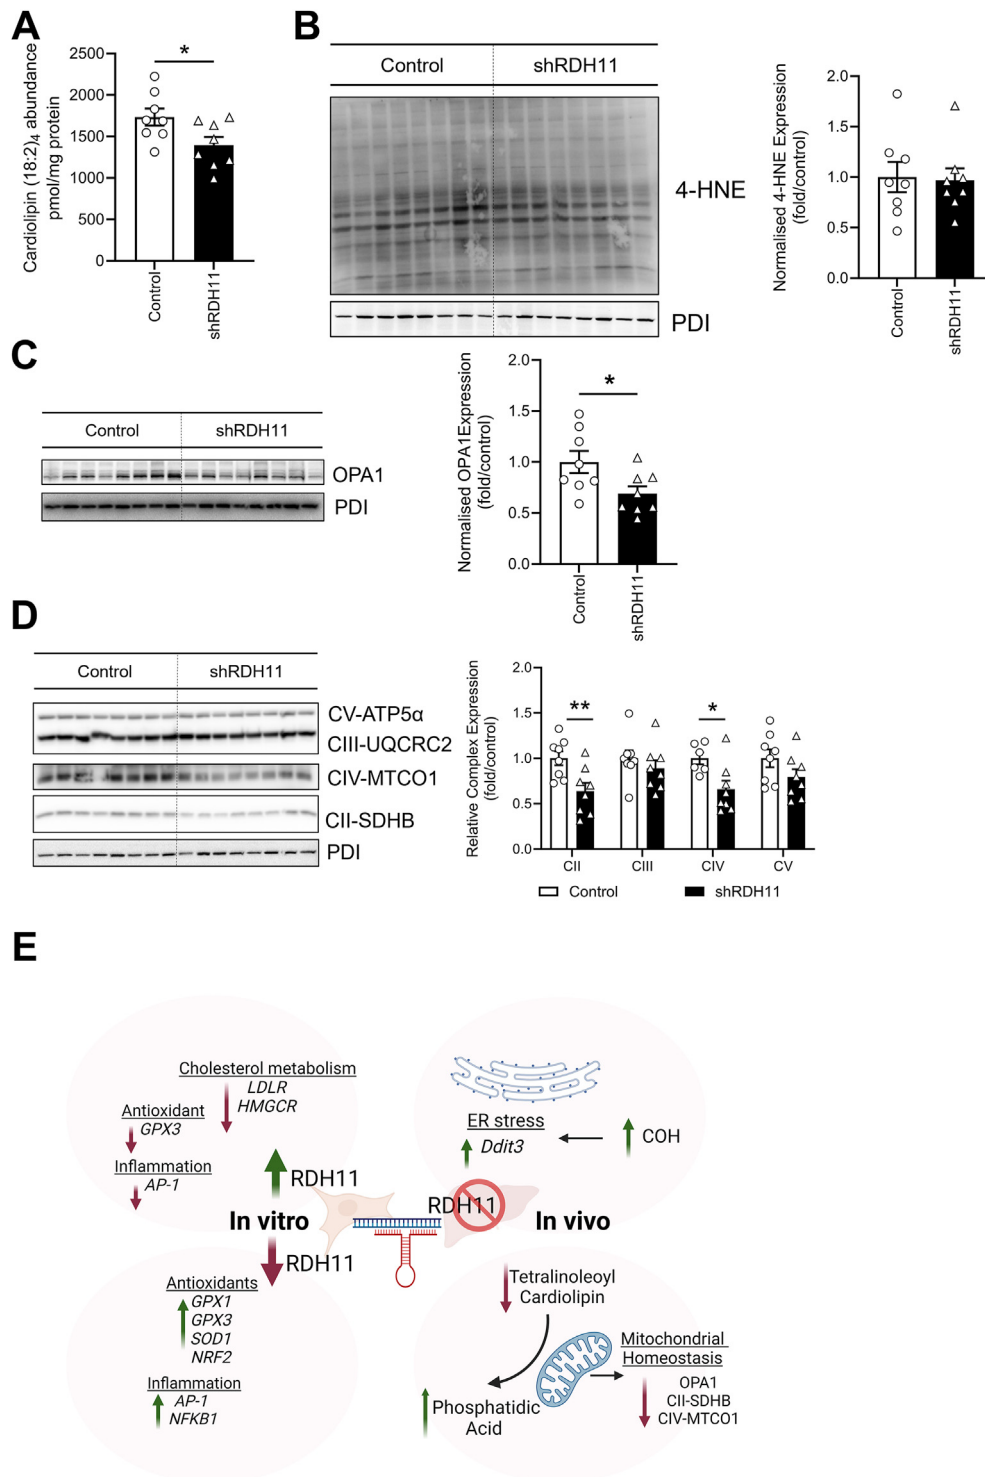 A
Cardiolipin (18:2)4 abundance
pmol/mg protein
2500
2000
1500
1000
500
0
*
Control
shRDH11
B
Control
shRDH11
4-HNE
PDI
Normalised 4-HNE Expression
(fold/control)
2.0
1.5
1.0
0.5
0.0
Control
shRDH11
C
Control
shRDH11
OPA1
PDI
Normalised OPA1Expression
(fold/control)
2.0
1.5
1.0
0.5
0.0
*
Control
shRDH11
D
Control
shRDH11
CV-ATP5α
CIII-UQCRC2
CIV-MTCO1
CII-SDHB
PDI
Relative Complex Expression
(fold/control)
2.0
1.5
1.0
0.5
0.0
**
*
CII
CIII
CIV
CV
Control
shRDH11
E
Cholesterol metabolism
LDLR
HMGCR
Antioxidant
GPX3
Inflammation
AP-1
RDH11
In vitro
RDH11
Antioxidants
GPX1
GPX3
SOD1
NRF2
Inflammation
AP-1
NFKB1
ER stress
Ddit3
COH
RDH11
In vivo
Tetralinoleoyl
Cardiolipin
Phosphatidic
Acid
Mitochondrial
Homeostasis
OPA1
CII-SDHB
CIV-MTCO1